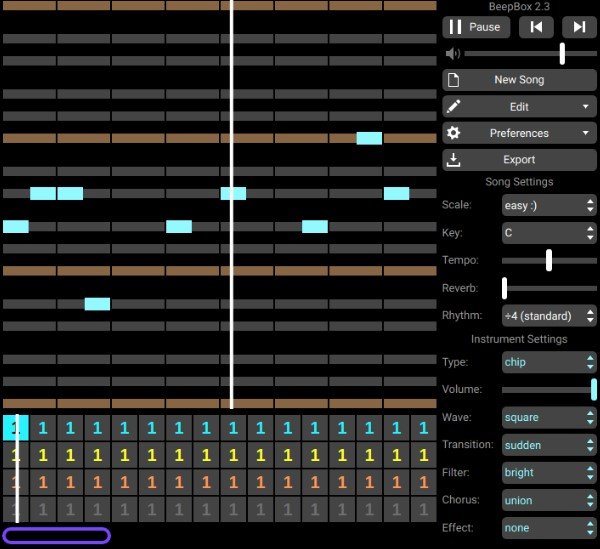 BeepBox 2.3
Pause
New Song
Edit
Preferences
Export
Song Settings
Scale: easy :)
Key: C
Tempo:
Reverb:
Rhythm: ÷4 (standard)
Instrument Settings
Type: chip
Volume:
Wave: square
Transition: sudden
Filter: bright
Chorus: union
Effect: none
1 1 1 1 1 1 1 1 1 1 1 1 1 1 1 1
1 1 1 1 1 1 1 1 1 1 1 1 1 1 1 1
1 1 1 1 1 1 1 1 1 1 1 1 1 1 1 1
1 1 1 1 1 1 1 1 1 1 1 1 1 1 1 1